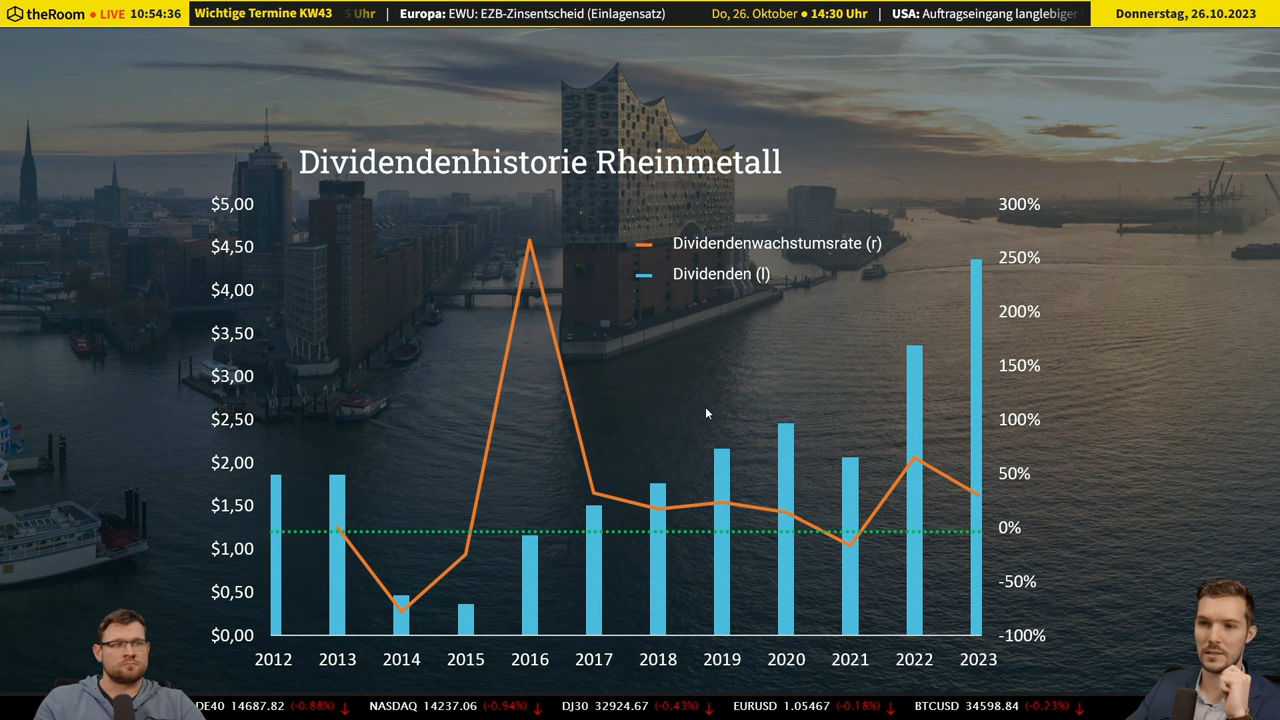 theRoom ● LIVE 10:54:36
Wichtige Termine KW43
Uhr | Europa: EWU: EZB-Zinsentscheid (Einlagensatz) Do, 26. Oktober ● 14:30 Uhr | USA: Auftragseingang langlebiger
Donnerstag, 26.10.2023
Dividendenhistorie Rheinmetall
Dividendenwachstumsrate (r)
Dividenden (l)
$5,00
$4,50
$4,00
$3,50
$3,00
$2,50
$2,00
$1,50
$1,00
$0,50
$0,00
300%
250%
200%
150%
100%
50%
0%
-50%
-100%
2012 2013 2014 2015 2016 2017 2018 2019 2020 2021 2022 2023
DE40 14687.82 (-0.88%) ↓ NASDAQ 14237.06 (-0.94%) ↓ DJ30 32924.67 (-0.43%) ↓ EURUSD 1.05467 (-0.18%) ↓ BTCUSD 34598.84 (-0.23%) ↓